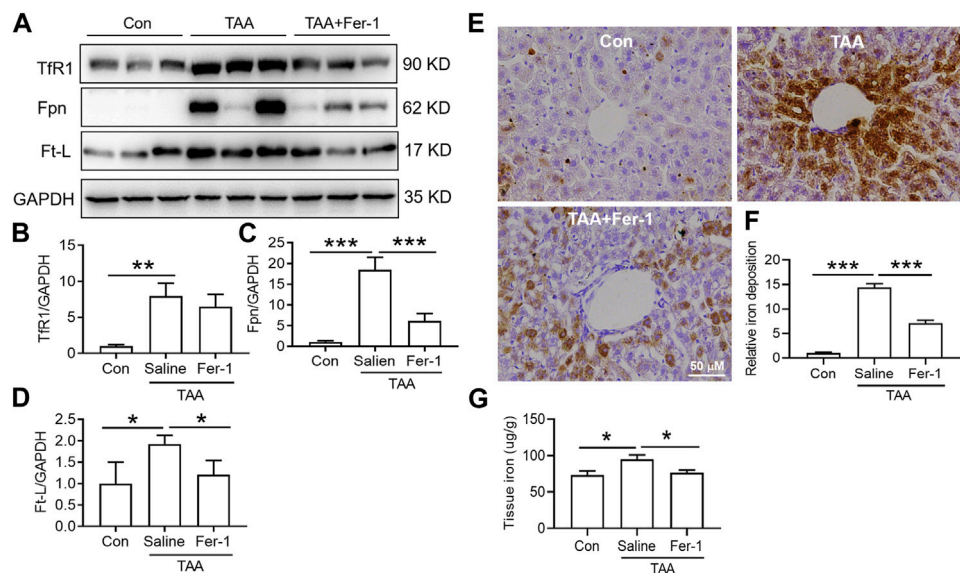 A
Con
TAA
TAA+Fer-1
TfR1
90 KD
Fpn
62 KD
Ft-L
17 KD
GAPDH
35 KD
B
TfR1/GAPDH
15
10
5
0
**
Con
Saline
Fer-1
TAA
C
Fpn/GAPDH
25
20
15
10
5
0
***
***
Con
Salien
Fer-1
TAA
D
Ft-L/GAPDH
2.5
2.0
1.5
1.0
0.5
0.0
*
*
Con
Saline
Fer-1
TAA
E
Con
TAA
TAA+Fer-1
50 μM
F
Relative iron deposition
20
15
10
5
0
***
***
Con
Saline
Fer-1
TAA
G
Tissue iron (ug/g)
150
100
50
0
*
*
Con
Saline
Fer-1
TAA